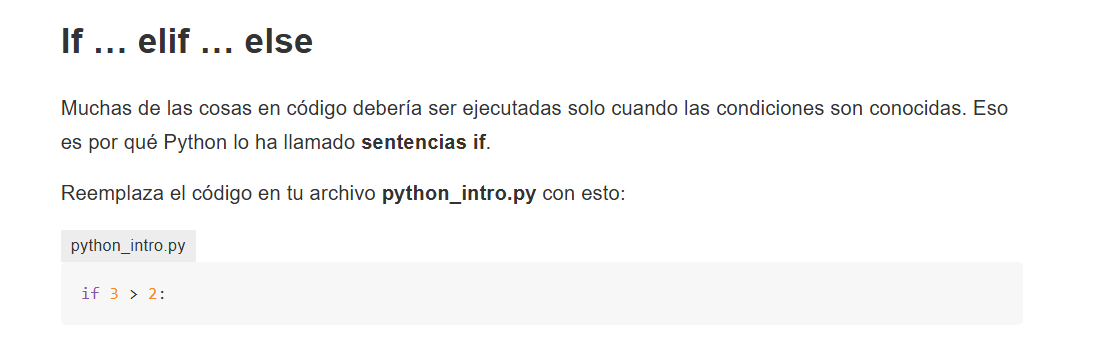 If … elif … else
Muchas de las cosas en código debería ser ejecutadas solo cuando las condiciones son conocidas. Eso
es por qué Python lo ha llamado sentencias if.
Reemplaza el código en tu archivo python_intro.py con esto:
python_intro.py
if 3 > 2: